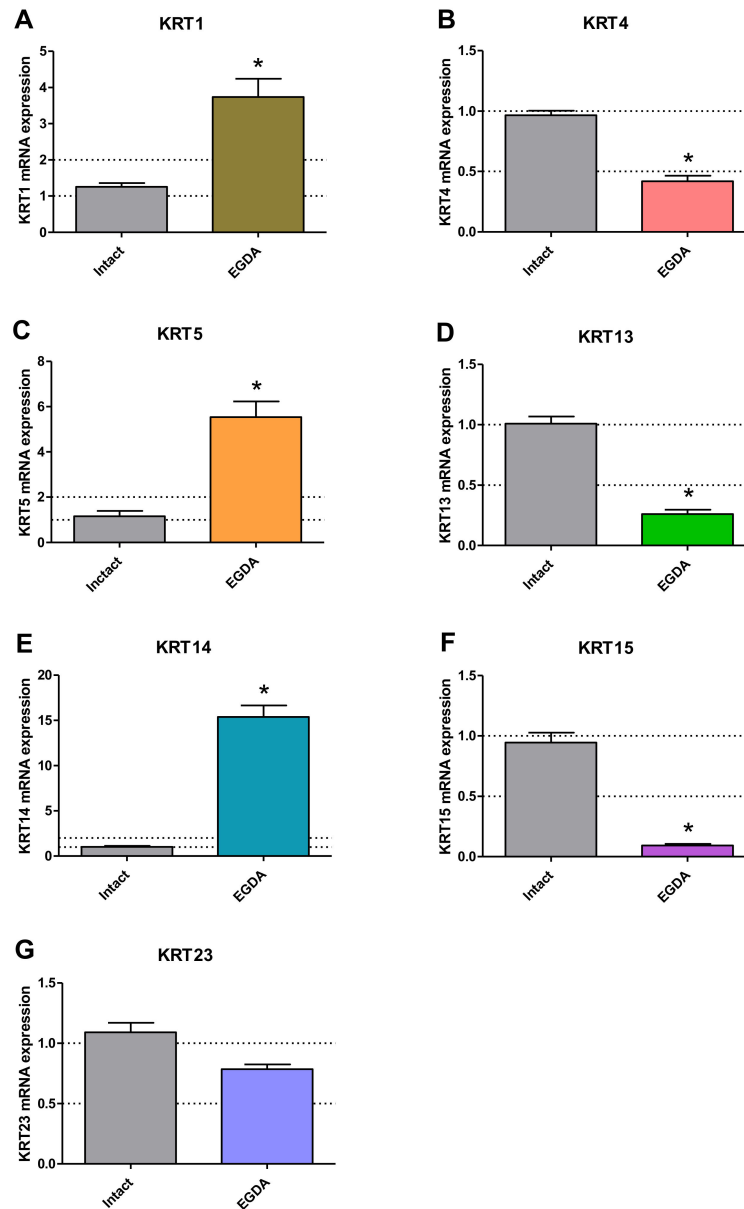 A
KRT1
KRT1 mRNA expression
5
4
3
2
1
0
*
Intact
EGDA
B
KRT4
KRT4 mRNA expression
1.5
1.0
0.5
0.0
*
Intact
EGDA
C
KRT5
KRT5 mRNA expression
8
6
4
2
0
*
Inctact
EGDA
D
KRT13
KRT13 mRNA expression
1.5
1.0
0.5
0.0
*
Intact
EGDA
E
KRT14
KRT14 mRNA expression
20
15
10
5
0
*
Intact
EGDA
F
KRT15
KRT15 mRNA expression
1.5
1.0
0.5
0.0
*
Intact
EGDA
G
KRT23
KRT23 mRNA expression
1.5
1.0
0.5
0.0
Intact
EGDA